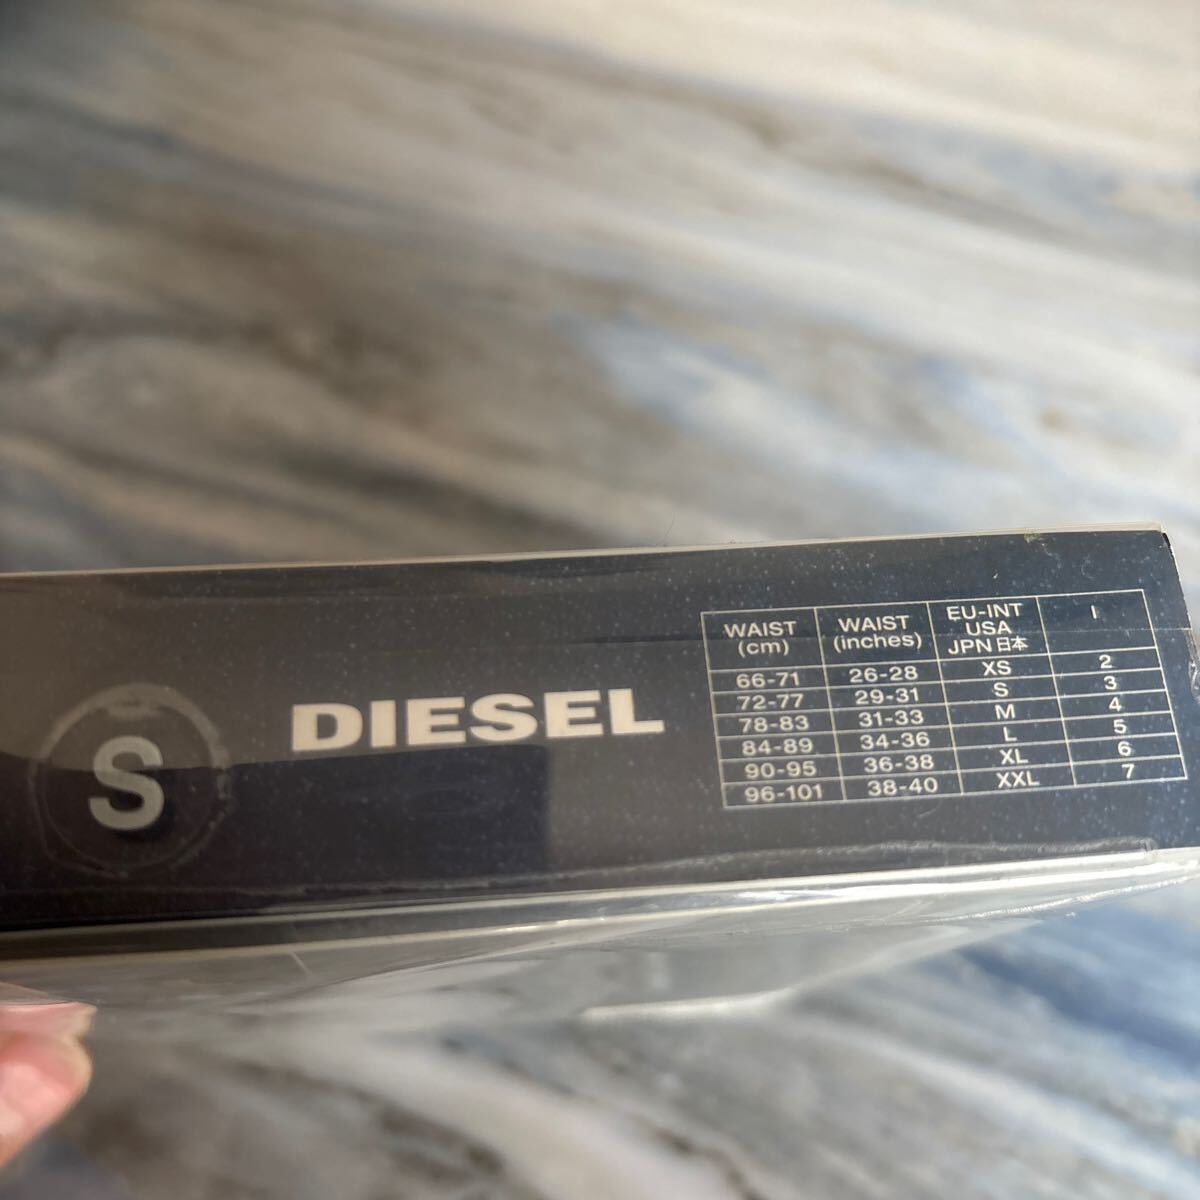 S
DIESEL
WAIST (cm) WAIST (inches) EU-INT USA JPN 日本 I
66-71 26-28 XS 2
72-77 29-31 S 3
78-83 31-33 M 4
84-89 34-36 L 5
90-95 36-38 XL 6
96-101 38-40 XXL 7